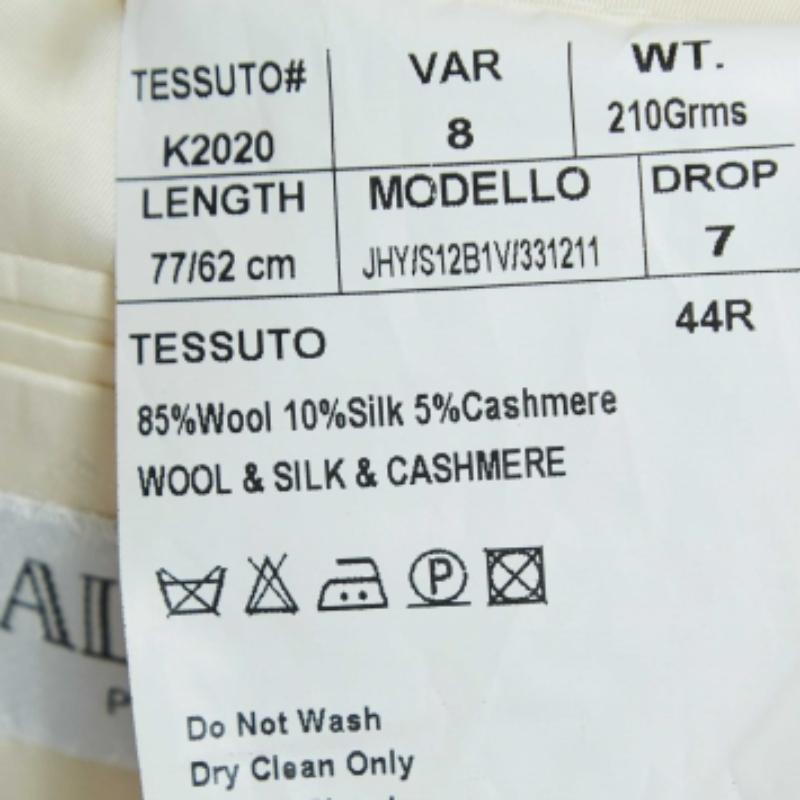 TESSUTO# VAR WT.
K2020 8 210Grms
LENGTH MODELLO DROP
77/62 cm JHY/S12B1V/331211 7
TESSUTO 44R
85%Wool 10%Silk 5%Cashmere
WOOL & SILK & CASHMERE
P
Do Not Wash
Dry Clean Only